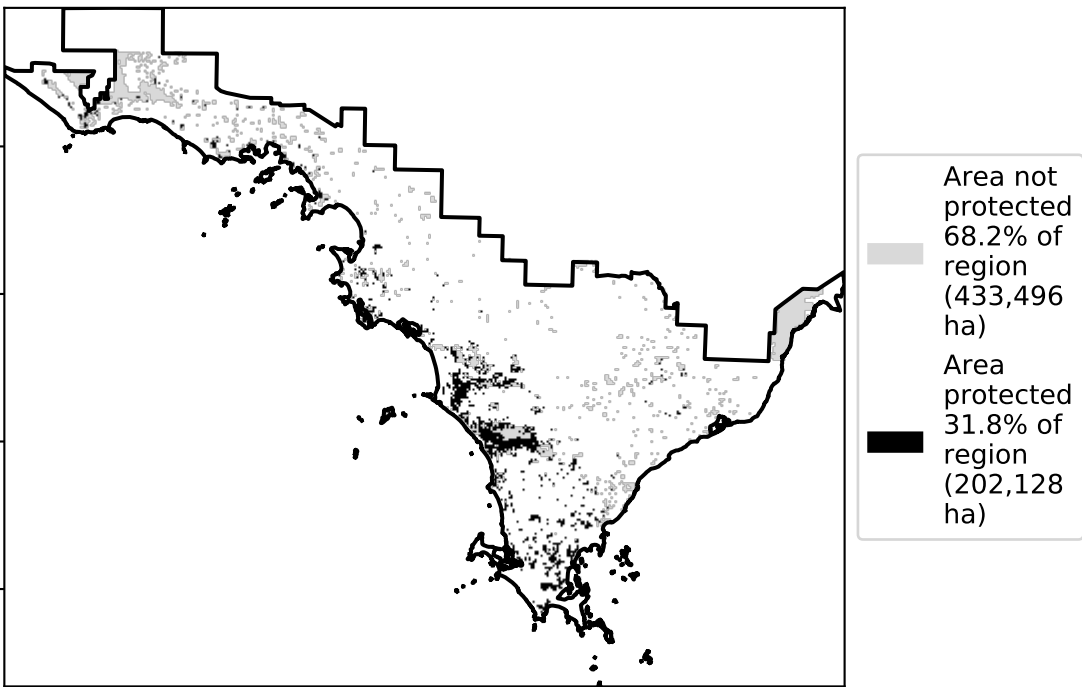 Area not
protected
68.2% of
region
(433,496
ha)
Area
protected
31.8% of
region
(202,128
ha)